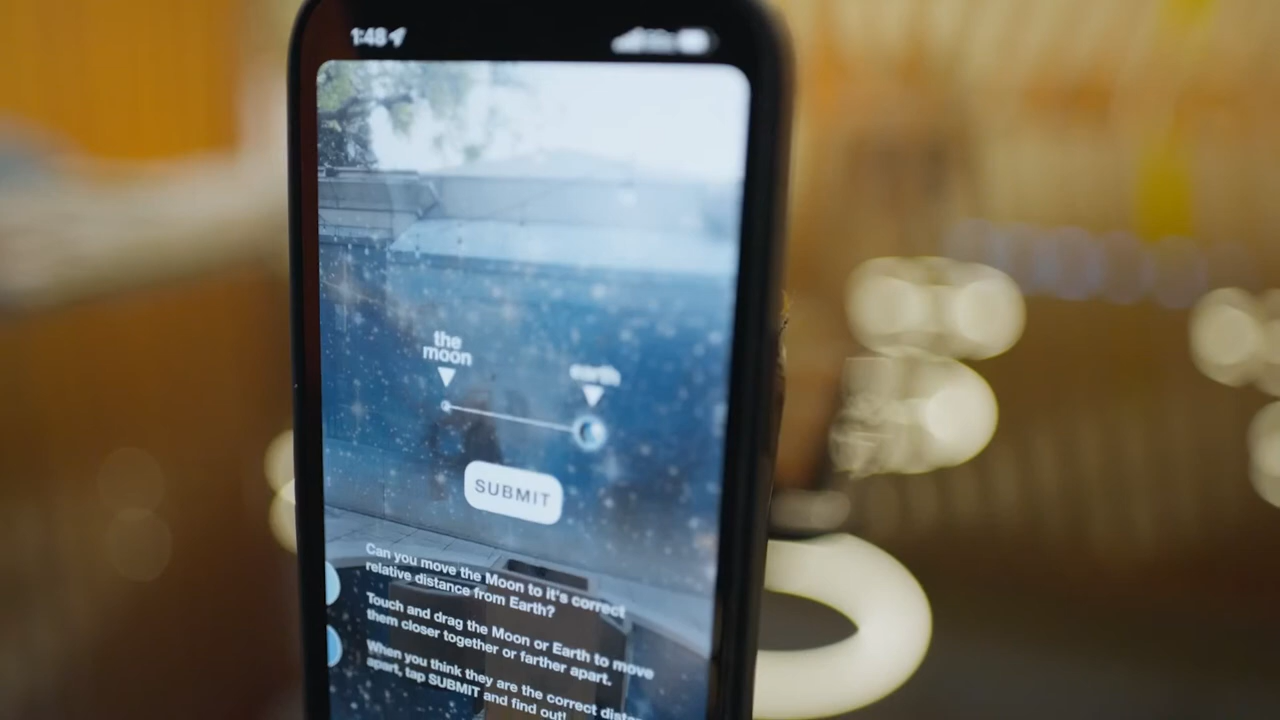 1:48
the
moon
earth
SUBMIT
Can you move the Moon to it's correct
relative distance from Earth?
Touch and drag the Moon or Earth to move
them closer together or farther apart.
When you think they are the correct
apart, tap SUBMIT and find out!